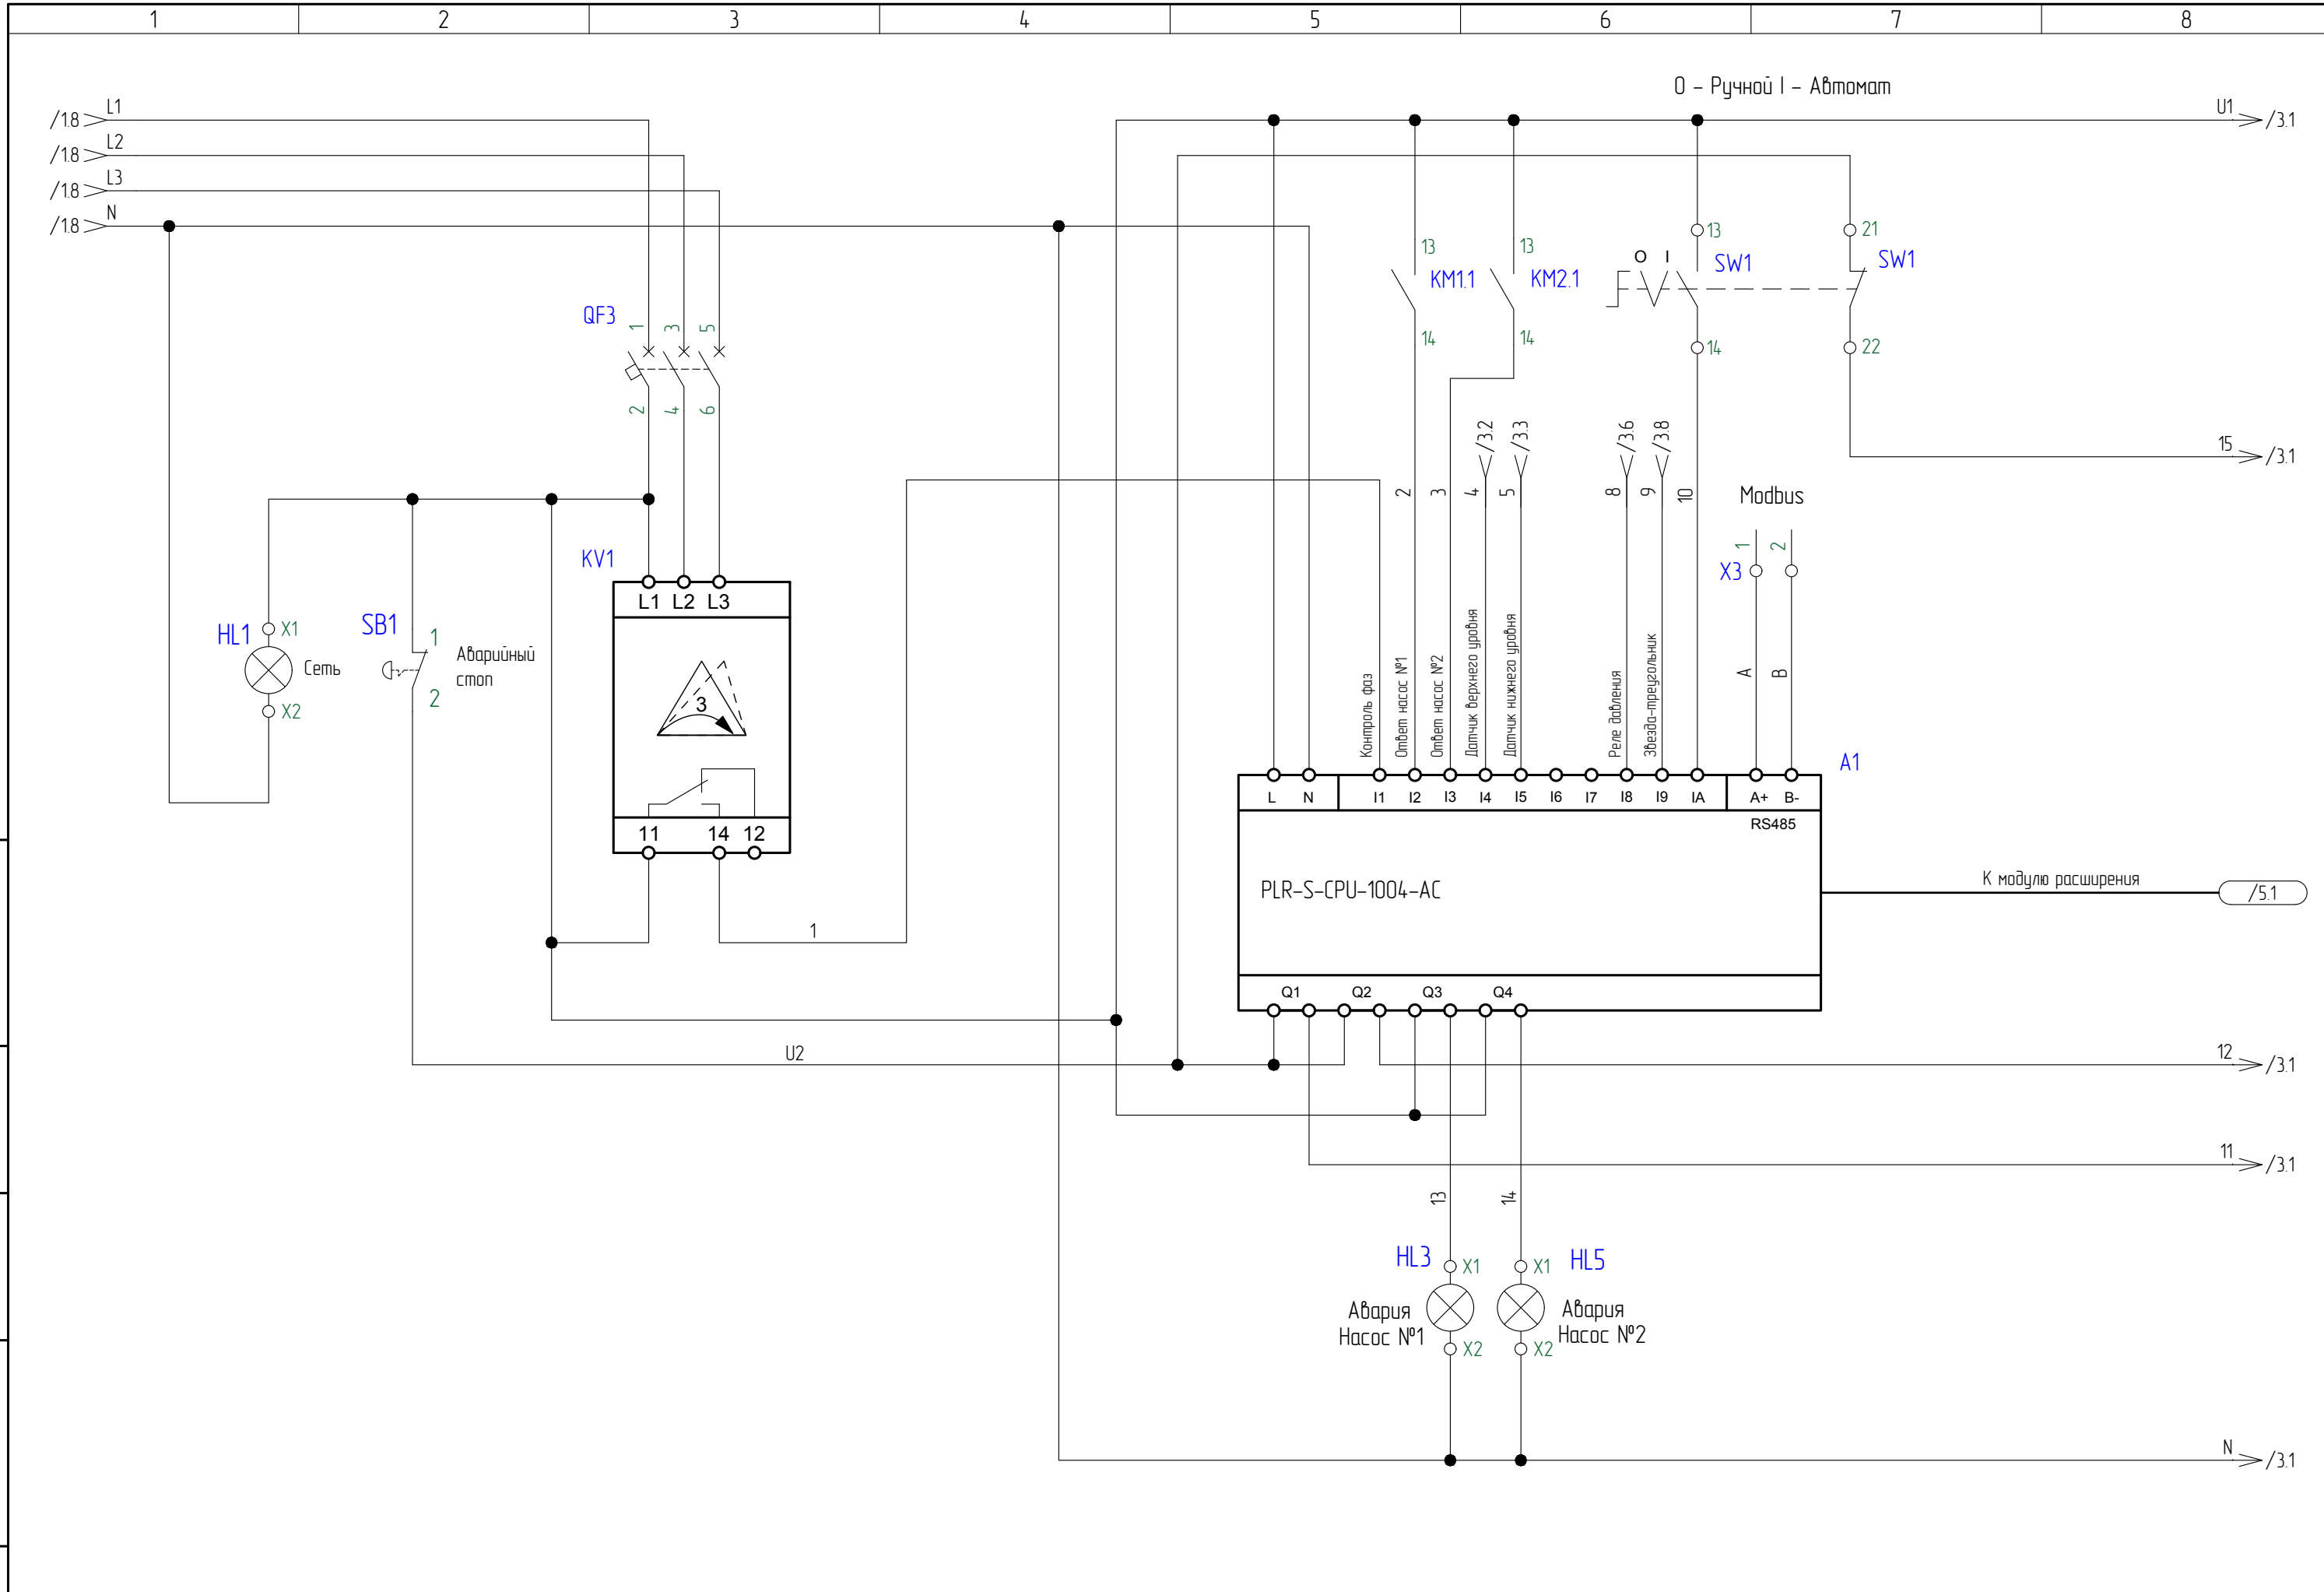 1 2 3 4 5 6 7 8
O - Ручной I - Автомат
/1.8 L1
/1.8 L2
/1.8 L3
/1.8 N
U1 /3.1
13
13
13
21
O I
SW1
SW1
KM1.1
KM2.1
QF3
1 3 5
14
14
14
22
2 4 6
/3.2 /3.3 /3.6 /3.8
15 /3.1
2 3 4 5 8 9 10
Modbus
1 2
X3
KV1
L1 L2 L3
HL1
X1
Сеть
X2
SB1
1
Аварийный
стоп
2
3
11 14 12
1
Контроль фаз
Ответ насос №1
Ответ насос №2
Датчик верхнего уровня
Датчик нижнего уровня
Реле давления
Звезда-треугольник
A B
A1
L N I1 I2 I3 I4 I5 I6 I7 I8 I9 IA A+ B-
RS485
PLR-S-CPU-1004-AC
К модулю расширения
/5.1
Q1 Q2 Q3 Q4
U2
12 /3.1
11 /3.1
13 14
HL3 X1
X1 HL5
Авария
Насос №1
Авария
Насос №2
X2
X2
N /3.1